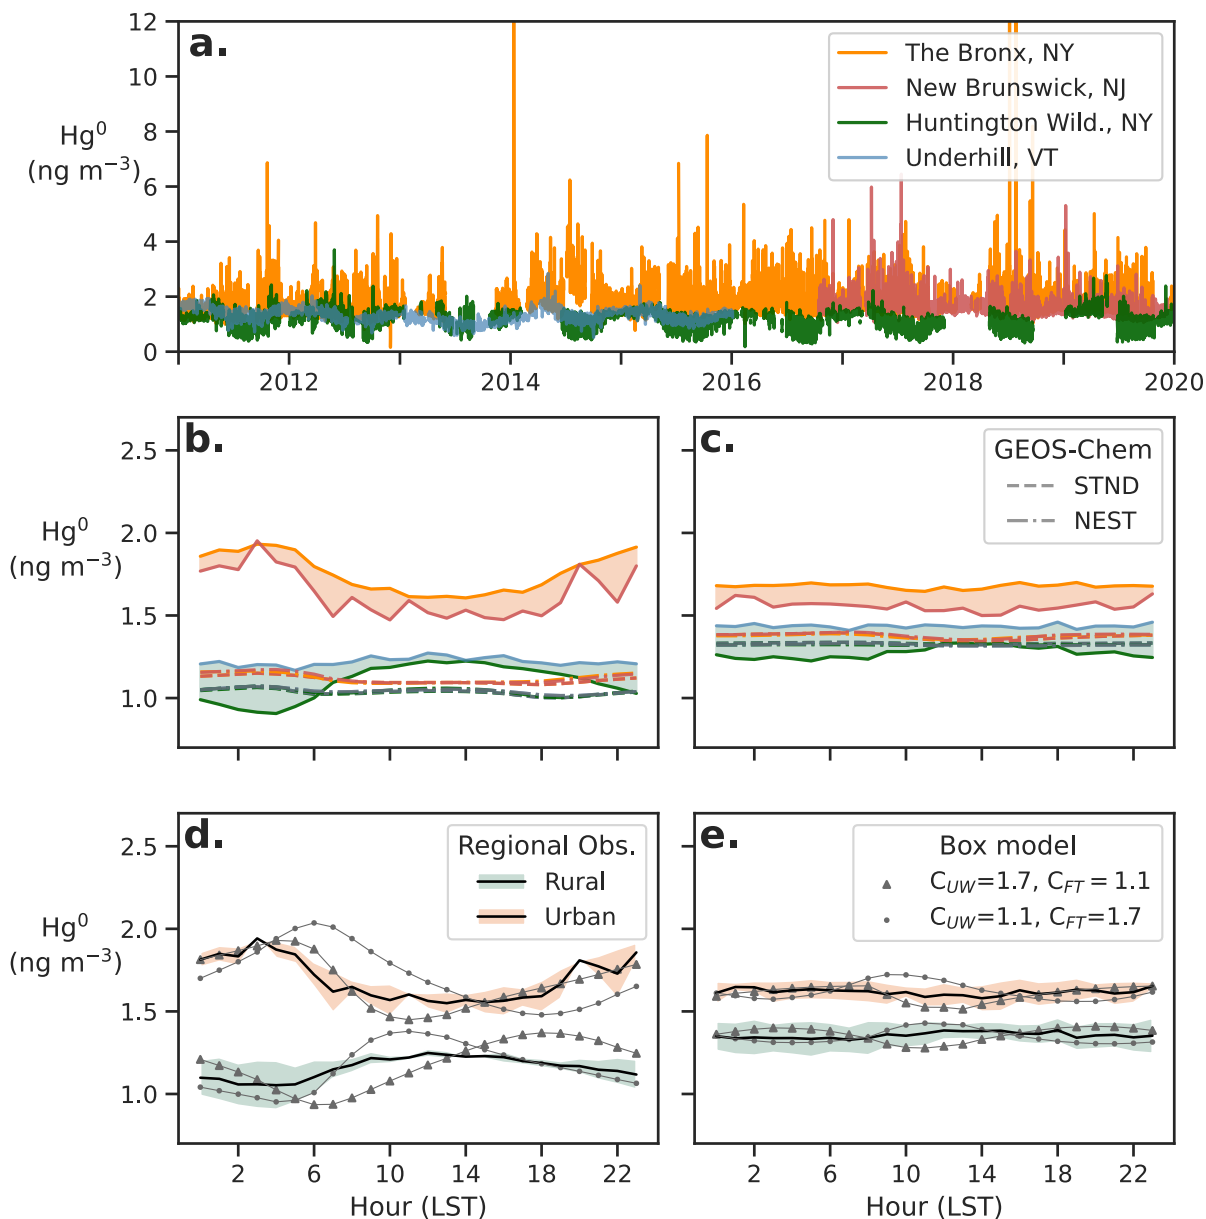 a.
12
10
8
6
4
2
0
Hg⁰
(ng m⁻³)
The Bronx, NY
New Brunswick, NJ
Huntington Wild., NY
Underhill, VT
2012 2014 2016 2018 2020
b.
2.5
2.0
1.5
1.0
Hg⁰
(ng m⁻³)
c.
GEOS-Chem
STND
NEST
d.
2.5
2.0
1.5
1.0
Hg⁰
(ng m⁻³)
Regional Obs.
Rural
Urban
2 6 10 14 18 22
Hour (LST)
e.
Box model
C_UW=1.7, C_FT = 1.1
C_UW=1.1, C_FT=1.7
2 6 10 14 18 22
Hour (LST)